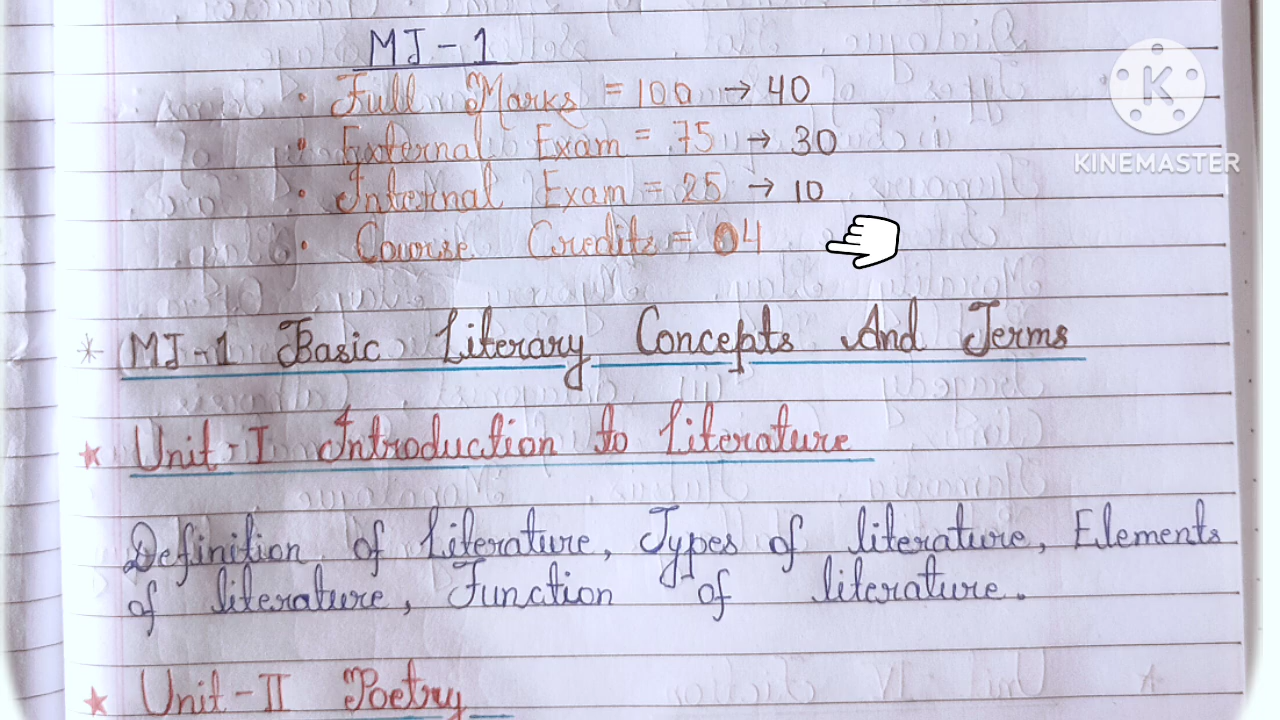 MJ-1
• Full Marks = 100 → 40
• External Exam = 75 → 30
• Internal Exam = 25 → 10
• Course Credits = 04
K
KINEMASTER
* MJ-1 Basic Literary Concepts And Terms
★ Unit-I Introduction to Literature
Definition of Literature, Types of literature, Elements
of literature, Function of literature.
★ Unit-II Poetry